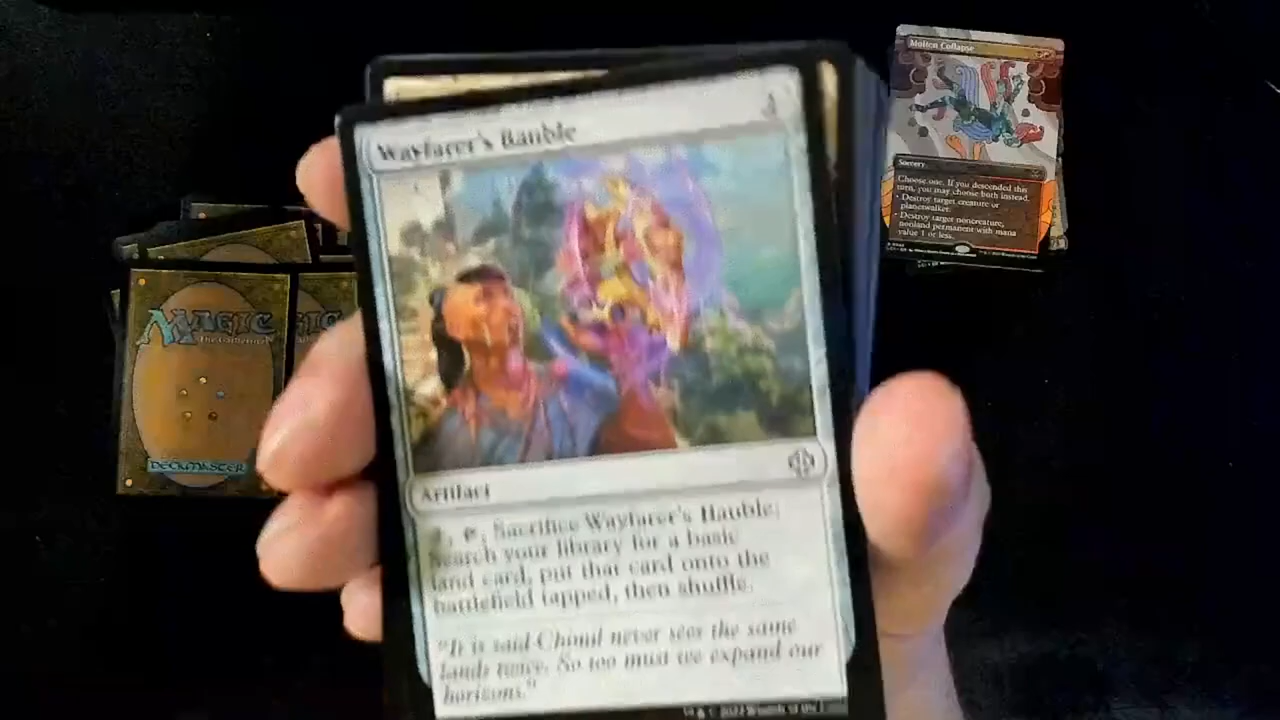 Wayfarer's Bauble
1
Artifact
2, T, Sacrifice Wayfarer's Bauble:
Search your library for a basic
land card, put that card onto the
battlefield tapped, then shuffle.
"It is said Chimil never sees the same
lands twice. So too must we expand our
horizons."
Molten Collapse
Sorcery
Choose one. If you descended this
turn, you may choose both instead.
• Destroy target creature or
planeswalker.
• Destroy target noncreature,
nonland permanent with mana
value 1 or less.
MAGIC
The Gathering
DECKMASTER